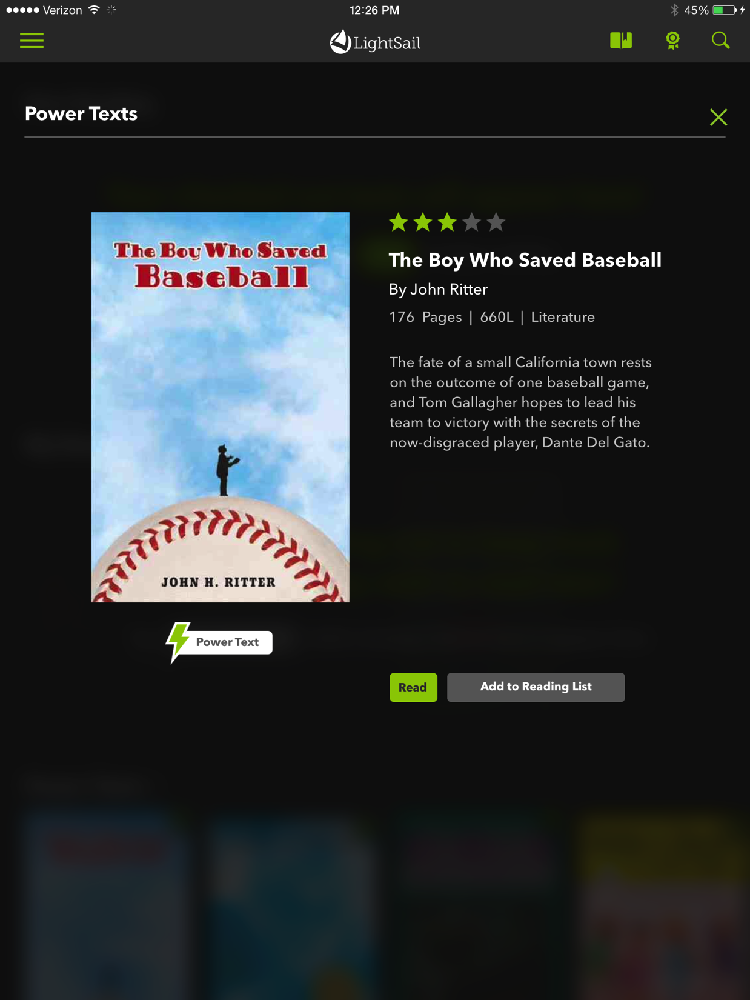 Verizon 12:26 PM 45%
LightSail
Power Texts
The Boy Who Saved
Baseball
JOHN H. RITTER
Power Text
The Boy Who Saved Baseball
By John Ritter
176 Pages | 660L | Literature
The fate of a small California town rests
on the outcome of one baseball game,
and Tom Gallagher hopes to lead his
team to victory with the secrets of the
now-disgraced player, Dante Del Gato.
Read Add to Reading List